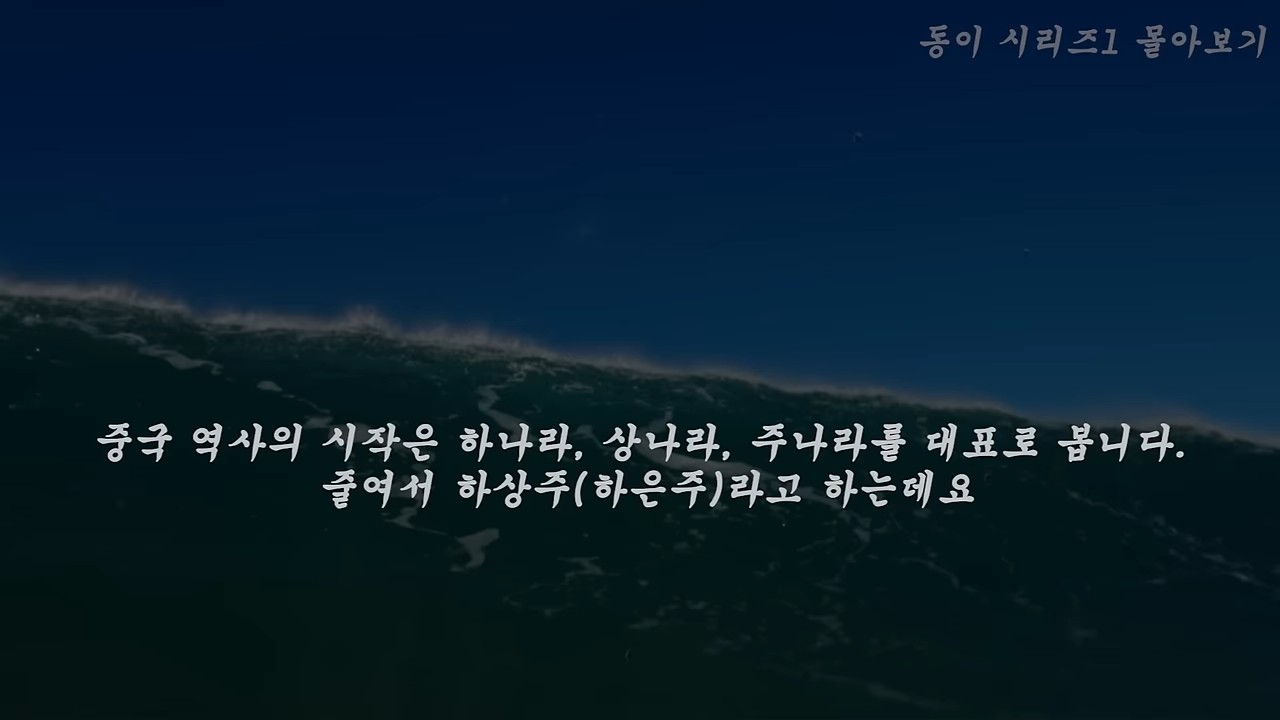 동이 시리즈1 몰아보기
중국 역사의 시작은 하나라, 상나라, 주나라를 대표로 봅니다.
줄여서 하상주(하은주)라고 하는데요